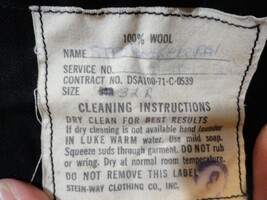 100% WOOL
NAME
SERVICE NO.
CONTRACT NO. DSA100-71-C-0539
SIZE 32 R
CLEANING INSTRUCTIONS
DRY CLEAN FOR BEST RESULTS
If dry cleaning is not available hand launder
in LUKE WARM water. Use mild soap.
Squeeze suds through garment. DO NOT rub
or wring. Dry at normal room temperature.
DO NOT REMOVE THIS LABEL
STEIN-WAY CLOTHING CO., INC.